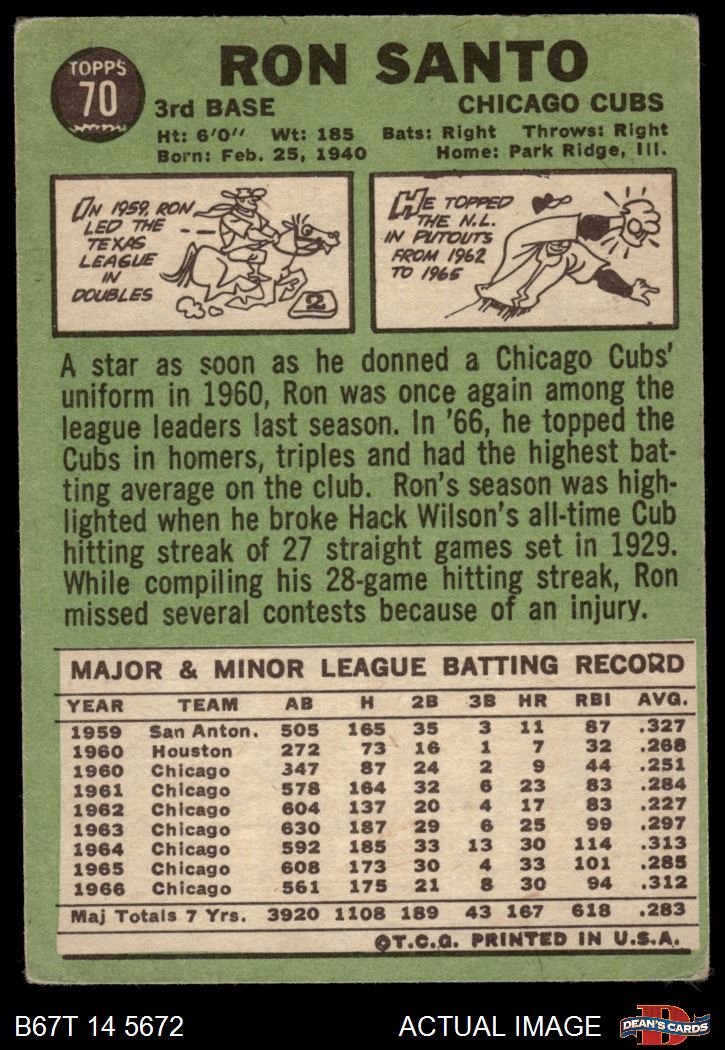 TOPPS
70
RON SANTO
3rd BASE CHICAGO CUBS
Ht: 6'0" Wt: 185 Bats: Right Throws: Right
Born: Feb. 25, 1940 Home: Park Ridge, Ill.
IN 1959, RON
LED THE
TEXAS
LEAGUE
IN
DOUBLES
2
HE TOPPED
THE N.L.
IN PUTOUTS
FROM 1962
TO 1965
A star as soon as he donned a Chicago Cubs'
uniform in 1960, Ron was once again among the
league leaders last season. In '66, he topped the
Cubs in homers, triples and had the highest bat-
ting average on the club. Ron's season was high-
lighted when he broke Hack Wilson's all-time Cub
hitting streak of 27 straight games set in 1929.
While compiling his 28-game hitting streak, Ron
missed several contests because of an injury.
MAJOR & MINOR LEAGUE BATTING RECORD
YEAR TEAM AB H 2B 3B HR RBI AVG.
1959 San Anton. 505 165 35 3 11 87 .327
1960 Houston 272 73 16 1 7 32 .268
1960 Chicago 347 87 24 2 9 44 .251
1961 Chicago 578 164 32 6 23 83 .284
1962 Chicago 604 137 20 4 17 83 .227
1963 Chicago 630 187 29 6 25 99 .297
1964 Chicago 592 185 33 13 30 114 .313
1965 Chicago 608 173 30 4 33 101 .285
1966 Chicago 561 175 21 8 30 94 .312
Maj Totals 7 Yrs. 3920 1108 189 43 167 618 .283
©T.C.G. PRINTED IN U.S.A.
B67T 14 5672 ACTUAL IMAGE
D
DEAN'S CARDS